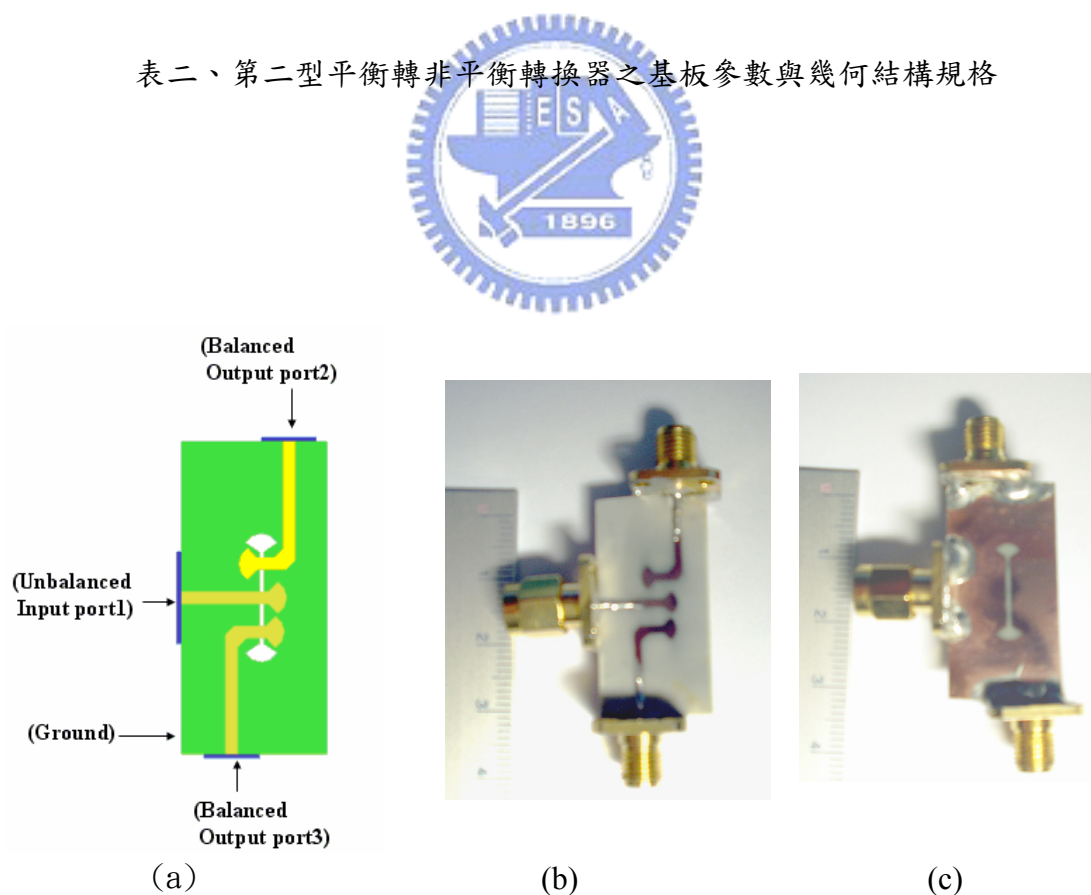 表二、第二型平衡轉非平衡轉換器之基板參數與幾何結構規格
E S A
1896
(Balanced
Output port2)
(Unbalanced
Input port1)
(Ground)
(Balanced
Output port3)
(a)
(b)
(c)